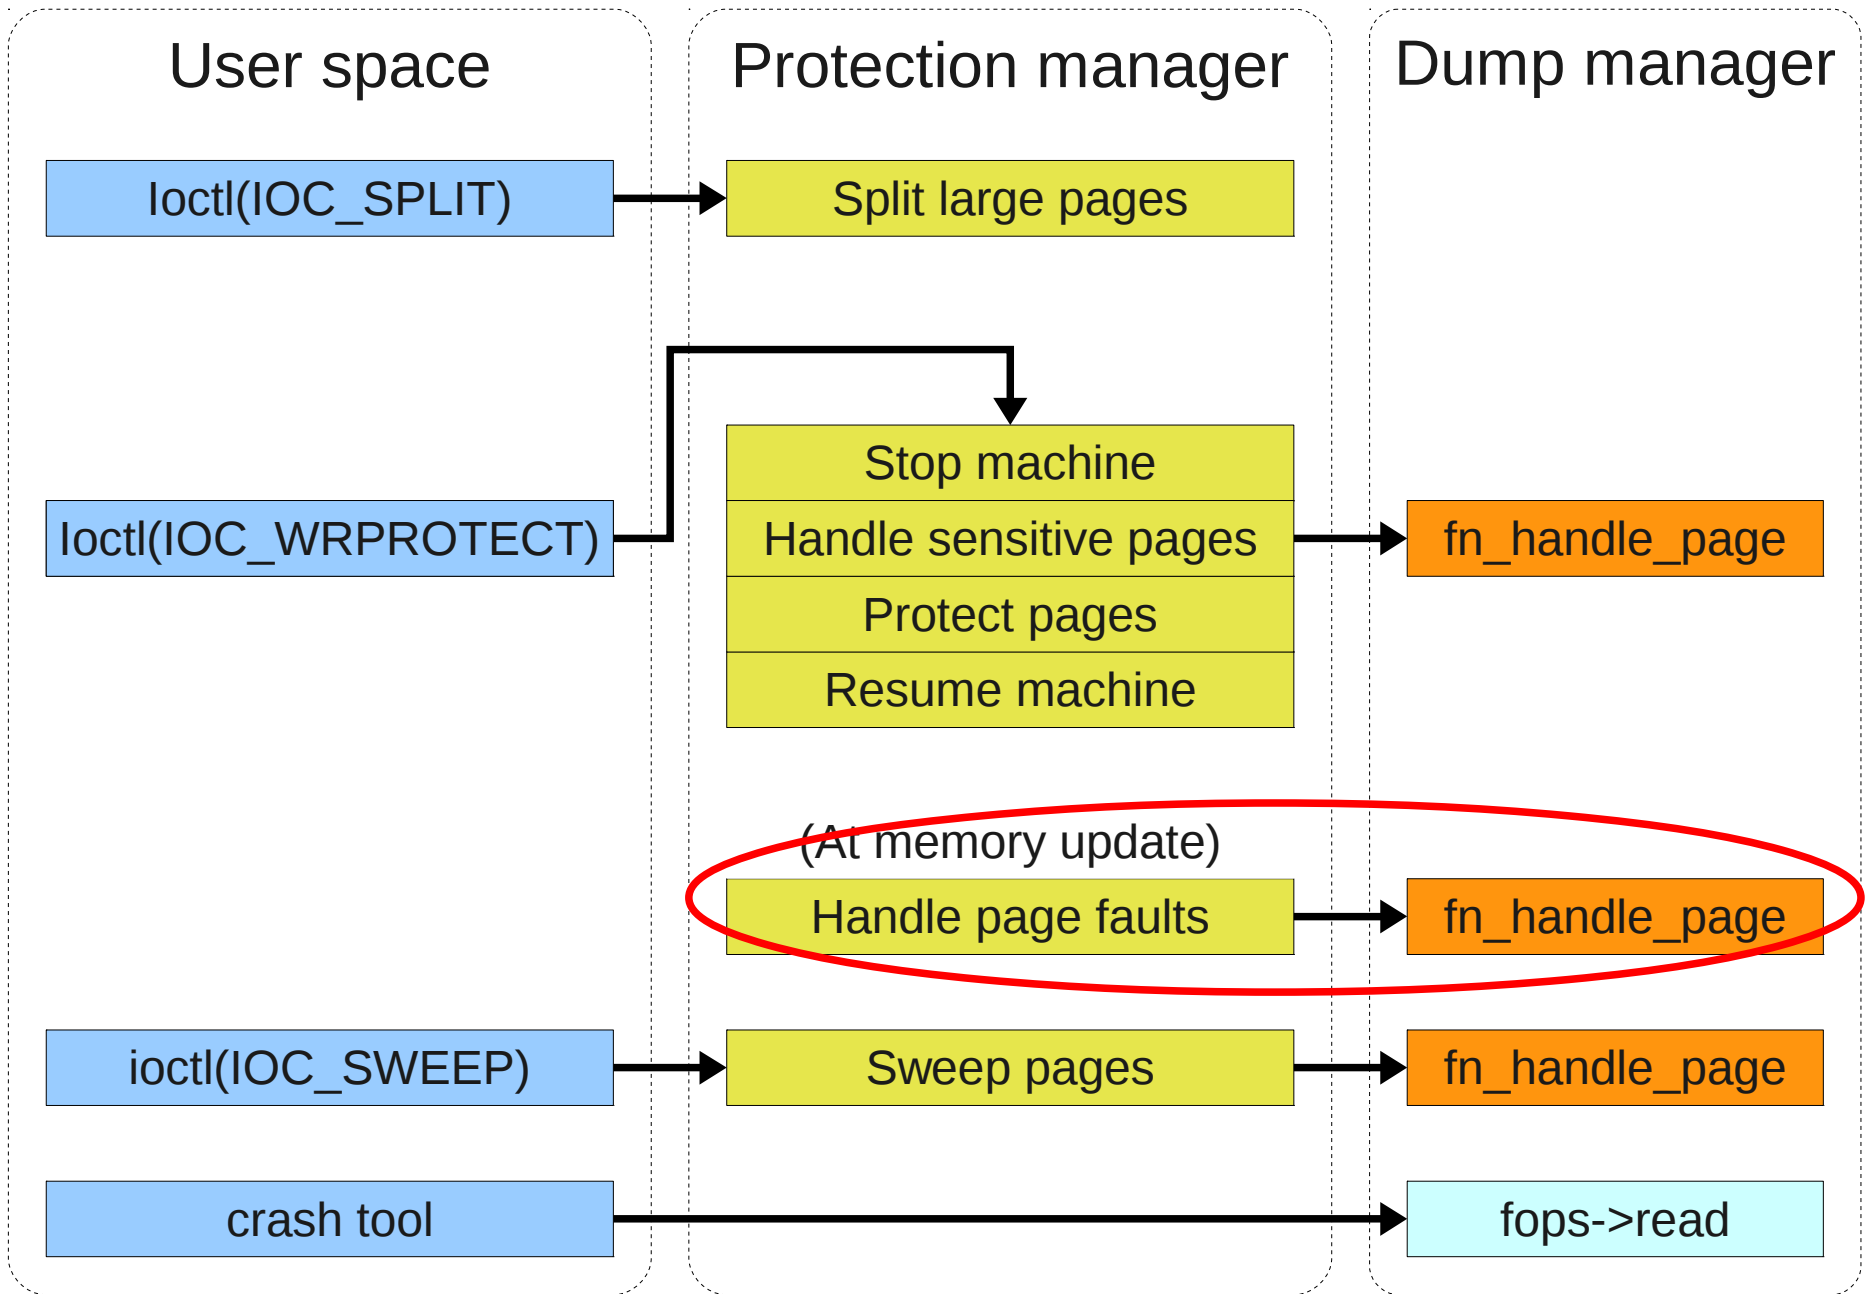 User space
Protection manager
Dump manager
Ioctl(IOC_SPLIT)
Split large pages
Stop machine
Ioctl(IOC_WRPROTECT)
Handle sensitive pages
fn_handle_page
Protect pages
Resume machine
(At memory update)
Handle page faults
fn_handle_page
ioctl(IOC_SWEEP)
Sweep pages
fn_handle_page
crash tool
fops->read